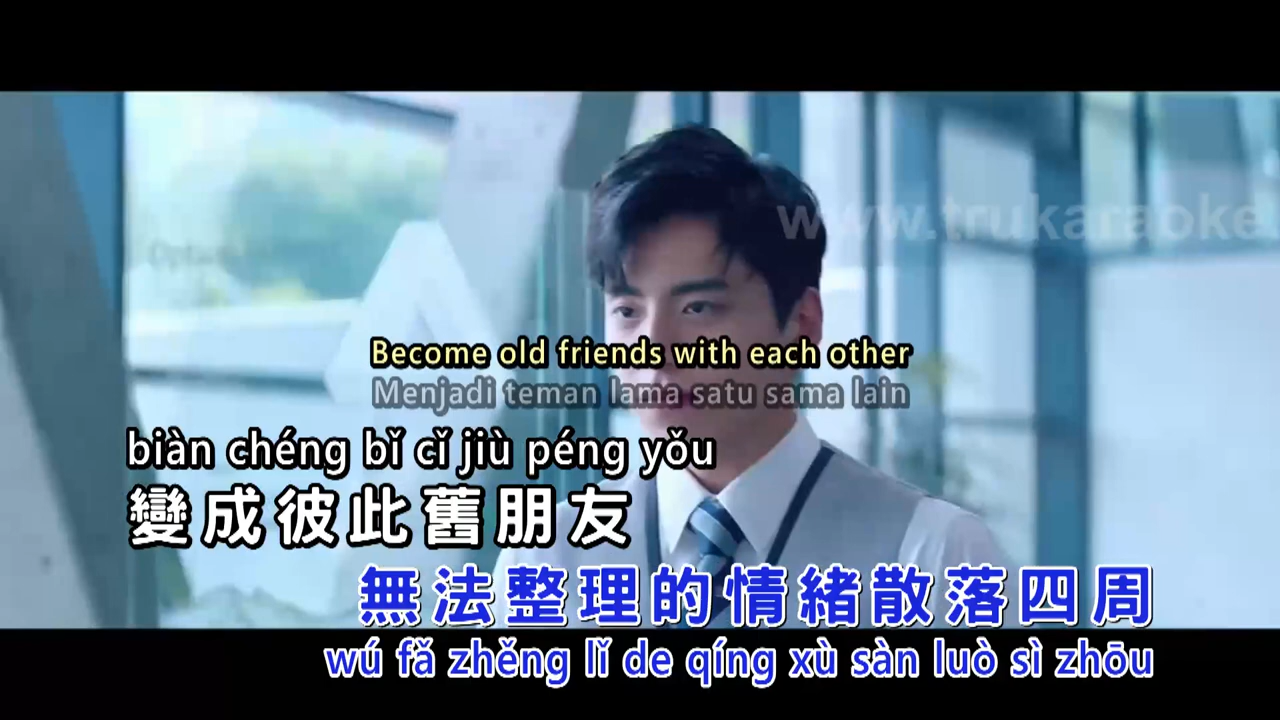 www.trukaraoke
Become old friends with each other
Menjadi teman lama satu sama lain
biàn chéng bǐ cǐ jiù péng yǒu
變成彼此舊朋友
無法整理的情緒散落四周
wú fǎ zhěng lǐ de qíng xù sàn luò sì zhōu